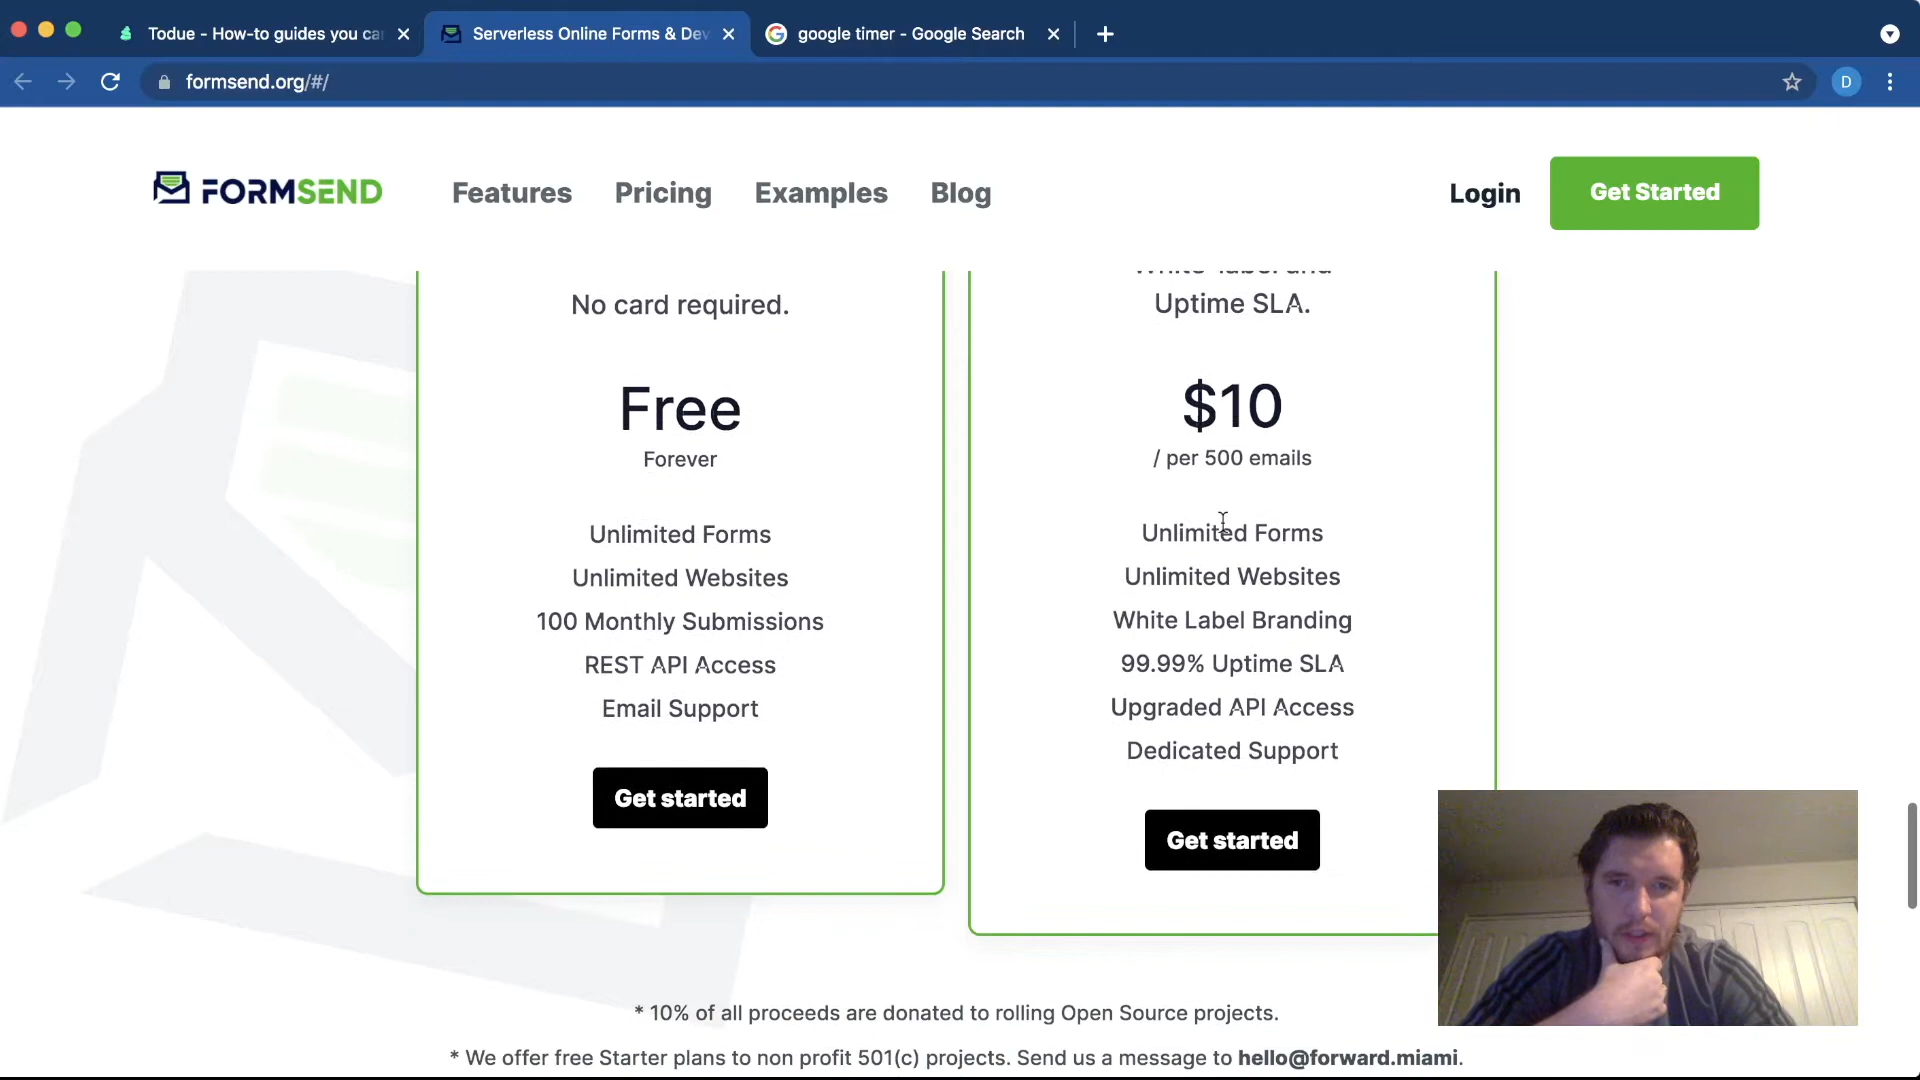 Todue - How-to guides you ca
Serverless Online Forms & Dev
google timer - Google Search
formsend.org/#/
D
FORMSEND
Features
Pricing
Examples
Blog
Login
Get Started
No card required.
Free
Forever
Unlimited Forms
Unlimited Websites
100 Monthly Submissions
REST API Access
Email Support
Get started
White-label and
Uptime SLA.
$10
/ per 500 emails
Unlimited Forms
Unlimited Websites
White Label Branding
99.99% Uptime SLA
Upgraded API Access
Dedicated Support
Get started
* 10% of all proceeds are donated to rolling Open Source projects.
* We offer free Starter plans to non profit 501(c) projects. Send us a message to hello@forward.miami.